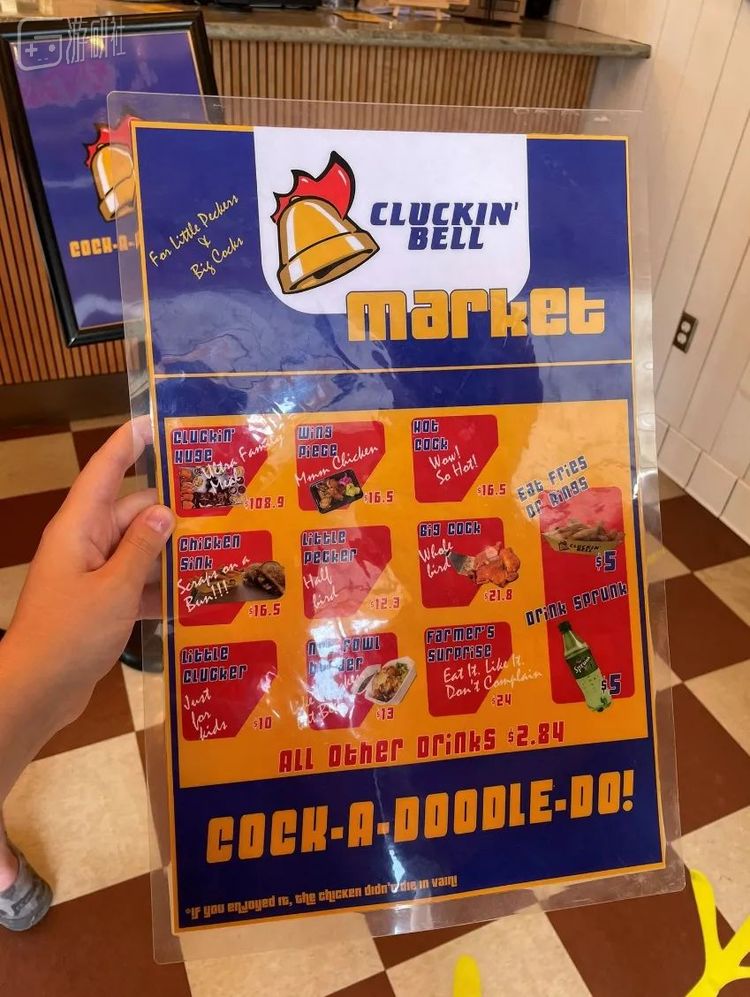 游研社
COCK-A-
For Little Peckers
&
Big Cocks
CLUCKIN'
BELL
market
CLUCKIN'
HUGE
Ultra Family
Meal
$108.9
WING
PIECE
Mmm Chicken
$16.5
HOT
COCK
Wow!
So Hot!
$16.5
EAT FRIES
OR RINGS
CLUCKIN'
$5
CHICKEN
SINK
Scraps on a
Bun!!!
$16.5
LITTLE
PECKER
Half
bird
$12.3
BIG COCK
Whole
bird
$21.8
DRINK SPRUNK
Sprunk
$5
LITTLE
CLUCKER
Just
for
kids
$10
FOWL
$13
FARMER'S
SURPRISE
Eat It. Like It.
Don't Complain
$24
ALL OTHER DRINKS $2.84
COCK-A-DOODLE-DO!
*IF YOU ENJOYED IT, THE CHICKEN DIDN'T DIE IN VAIN!